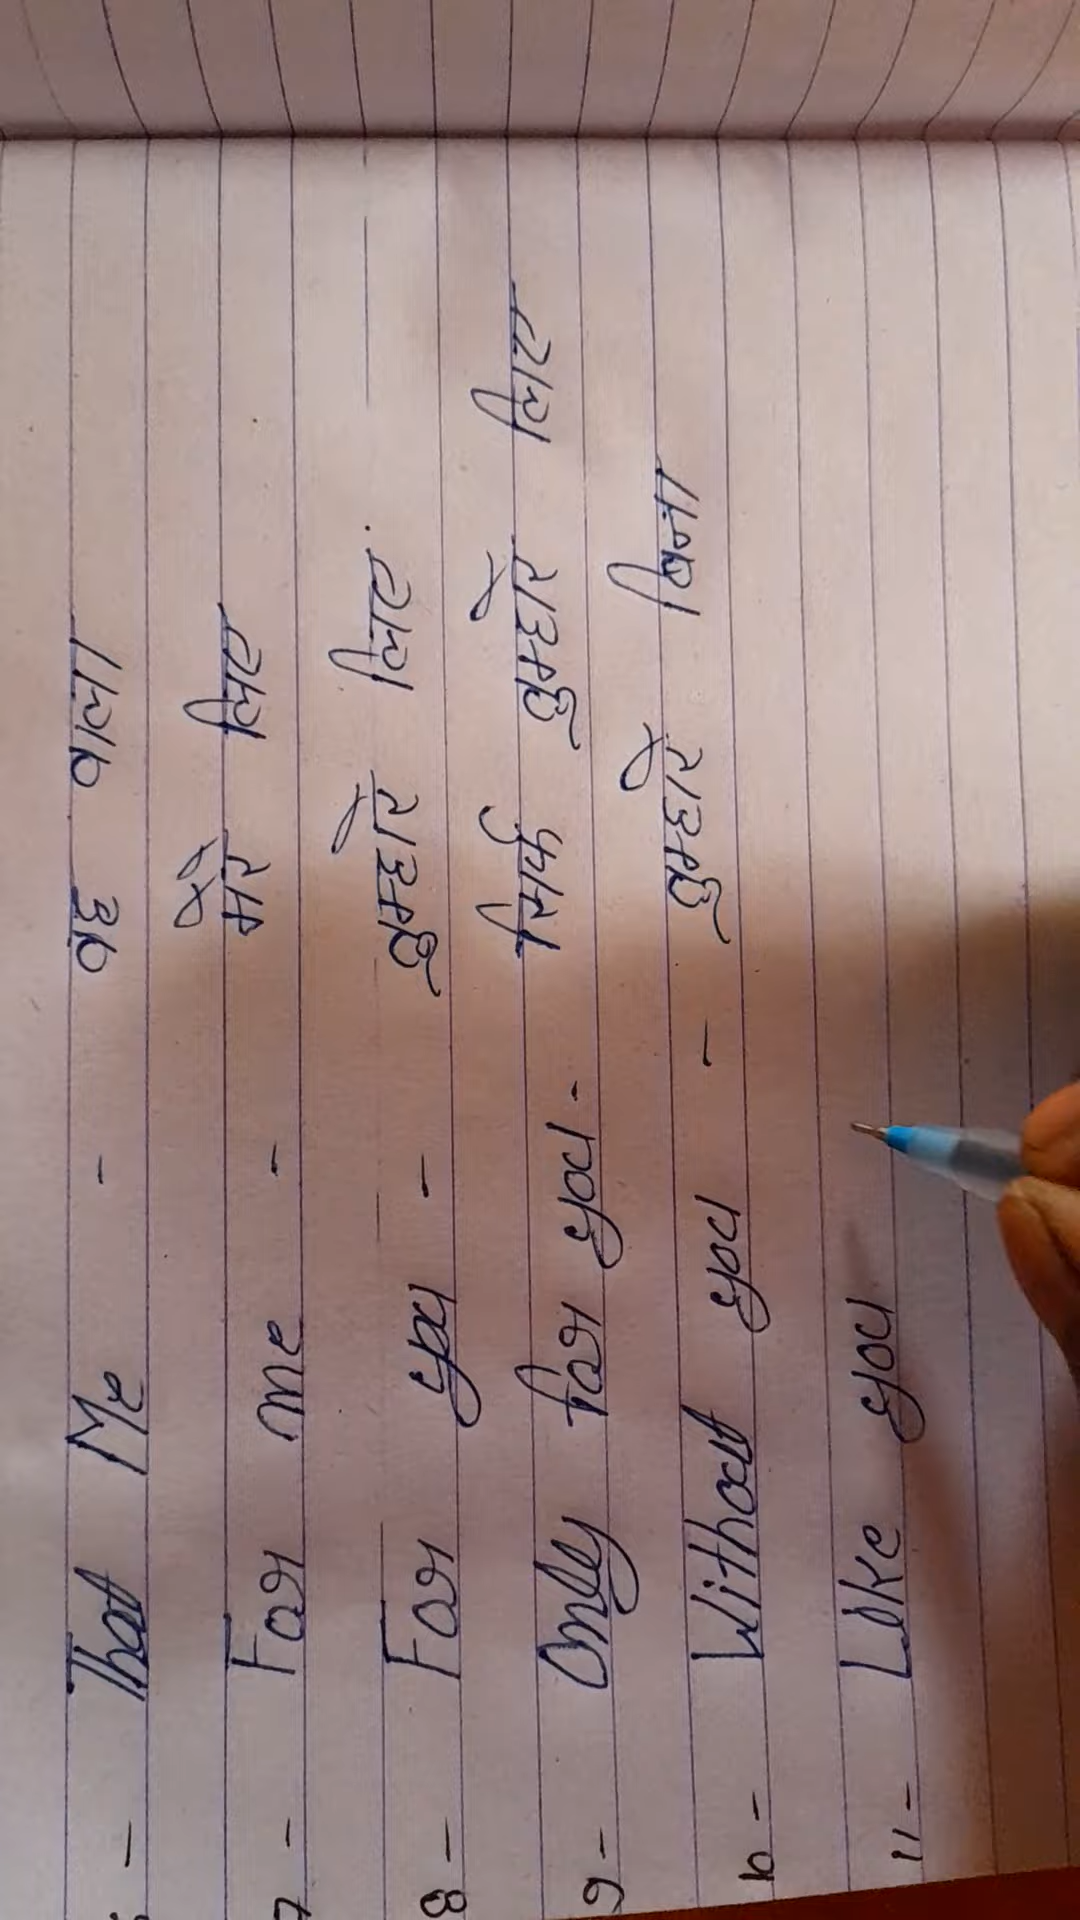 - That Me - वह वाला
7 - For me - मेरे लिए
8 - For you - तुम्हारे लिए
9 - Only for you - सिर्फ तुम्हारे लिए
10 - Without you - तुम्हारे बिना
11 - Like you